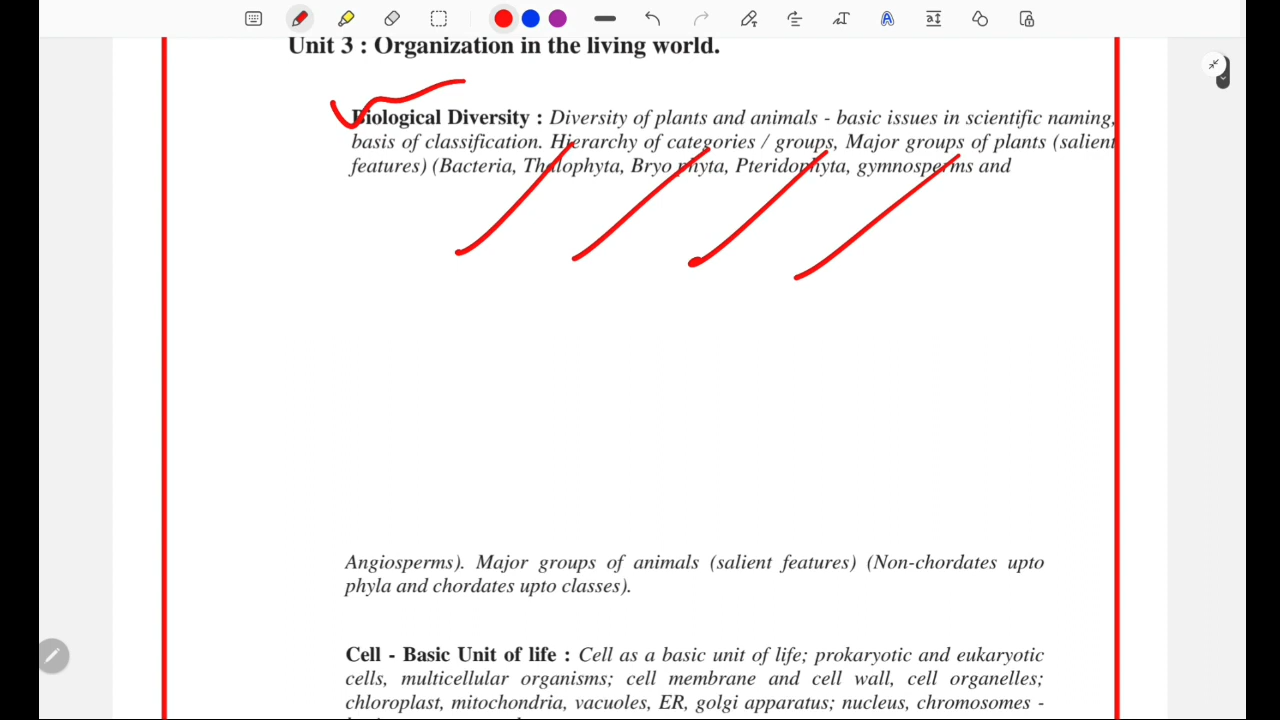 Unit 3 : Organization in the living world.
Biological Diversity : Diversity of plants and animals - basic issues in scientific naming,
basis of classification. Hierarchy of categories / groups, Major groups of plants (salient
features) (Bacteria, Thalophyta, Bryo phyta, Pteridophyta, gymnosperms and
Angiosperms). Major groups of animals (salient features) (Non-chordates upto
phyla and chordates upto classes).
Cell - Basic Unit of life : Cell as a basic unit of life; prokaryotic and eukaryotic
cells, multicellular organisms; cell membrane and cell wall, cell organelles;
chloroplast, mitochondria, vacuoles, ER, golgi apparatus; nucleus, chromosomes -